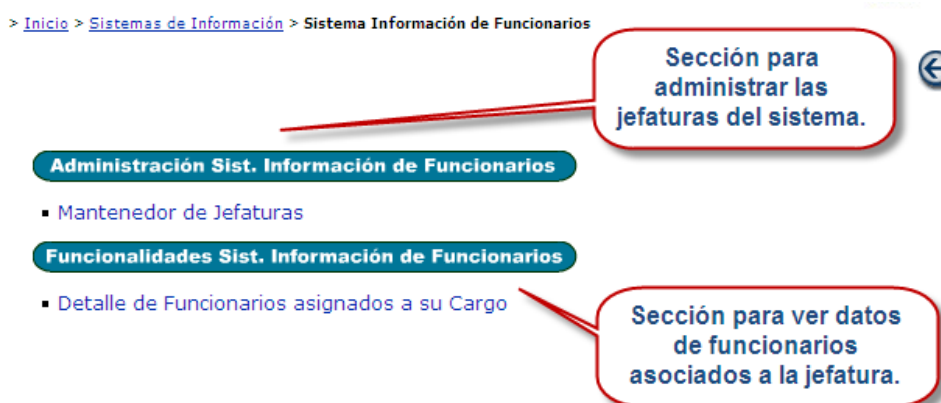 > Inicio > Sistemas de Información > Sistema Información de Funcionarios
Sección para
administrar las
jefaturas del sistema.
Administración Sist. Información de Funcionarios
Mantenedor de Jefaturas
Funcionalidades Sist. Información de Funcionarios
Detalle de Funcionarios asignados a su Cargo
Sección para ver datos
de funcionarios
asociados a la jefatura.